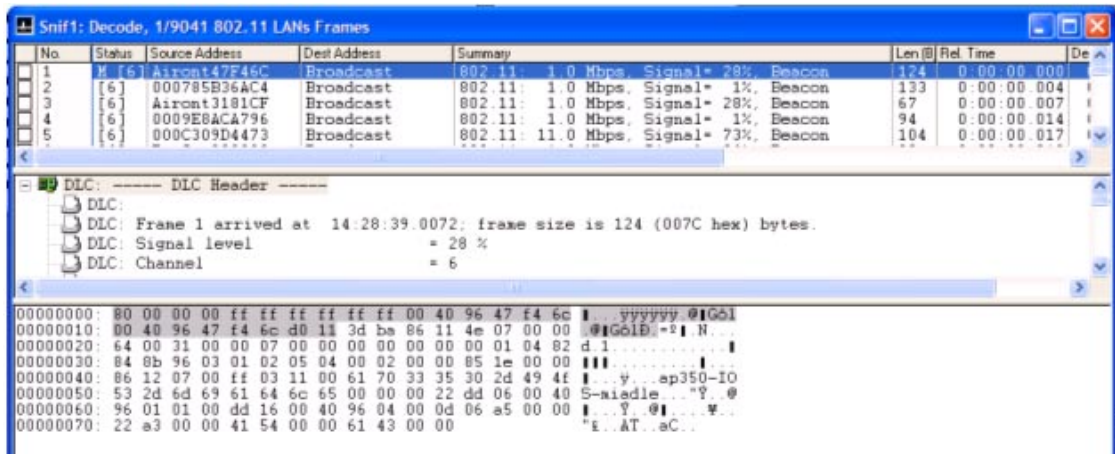 Snif1: Decode, 1/9041 802.11 LANs Frames
No. Status Source Address Dest Address Summary Len (B Rel. Time De
1 M [6] Airont47F46C Broadcast 802.11: 1.0 Mbps, Signal= 28%, Beacon 124 0:00:00.000
2 [6] 000785B36AC4 Broadcast 802.11: 1.0 Mbps, Signal= 1%, Beacon 133 0:00:00.004
3 [6] Airont3181CF Broadcast 802.11: 1.0 Mbps, Signal= 28%, Beacon 67 0:00:00.007
4 [6] 0009E8ACA796 Broadcast 802.11: 1.0 Mbps, Signal= 1%, Beacon 94 0:00:00.014
5 [6] 000C309D4473 Broadcast 802.11: 11.0 Mbps, Signal= 73%, Beacon 104 0:00:00.017
DLC: ----- DLC Header -----
DLC:
DLC: Frame 1 arrived at 14:28:39.0072; frame size is 124 (007C hex) bytes.
DLC: Signal level = 28 %
DLC: Channel = 6
00000000: 80 00 00 00 ff ff ff ff ff ff 00 40 96 47 f4 6c ....ÿÿÿÿÿÿ.@.Gôl
00000010: 00 40 96 47 f4 6c d0 11 3d ba 86 11 4e 07 00 00 .@.GôlÐ.=º..N...
00000020: 64 00 31 00 00 07 00 00 00 00 00 00 00 01 04 82 d.1.............
00000030: 84 8b 96 03 01 02 05 04 00 02 00 00 85 1e 00 00
00000040: 86 12 07 00 ff 03 11 00 61 70 33 35 30 2d 49 4f ....ÿ...ap350-IO
00000050: 53 2d 6d 69 61 64 6c 65 00 00 00 22 dd 06 00 40 S-miadle..."Ý..@
00000060: 96 01 01 00 dd 16 00 40 96 04 00 0d 06 a5 00 00 ....Ý..@.....¥..
00000070: 22 a3 00 00 41 54 00 00 61 43 00 00 "£..AT..aC..